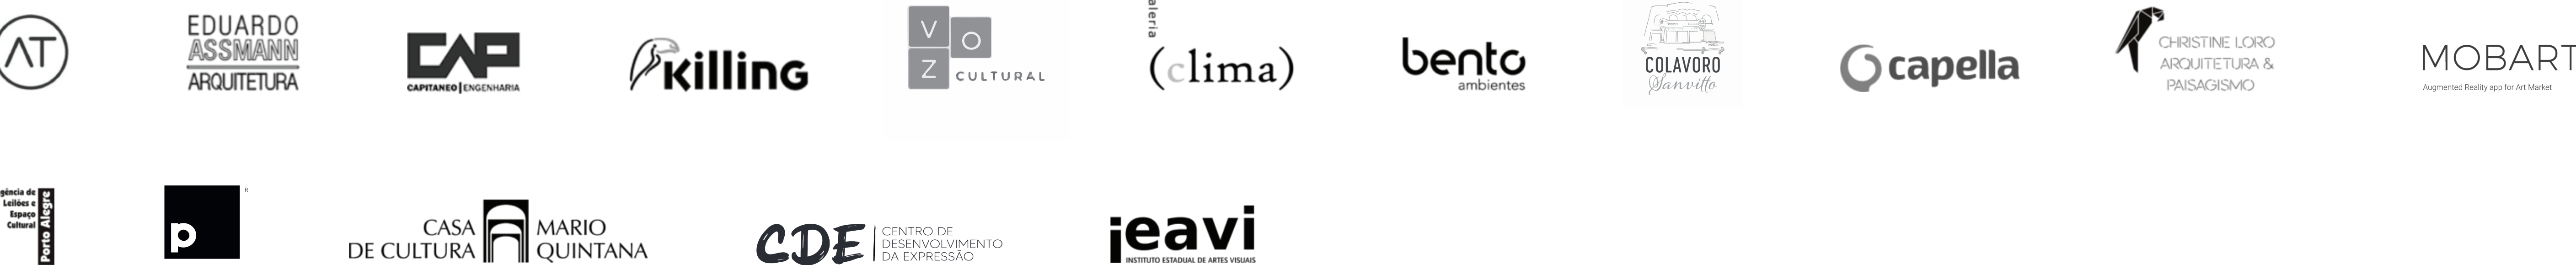 AT
EDUARDO
ASSMANN
ARQUITETURA
CAP
CAPITANEO|ENGENHARIA
killing
VOZ
CULTURAL
aleria
(clima)
bento
ambientes
COLAVORO
Sanvitto
capella
CHRISTINE LORO
ARQUITETURA &
PAISAGISMO
MOBART
Augmented Reality app for Art Market
gência de
Leilões e
Espaço
Cultural
Porto Alegre
p
R
CASA
DE CULTURA
MARIO
QUINTANA
CDE
CENTRO DE
DESENVOLVIMENTO
DA EXPRESSÃO
ieavi
INSTITUTO ESTADUAL DE ARTES VISUAIS